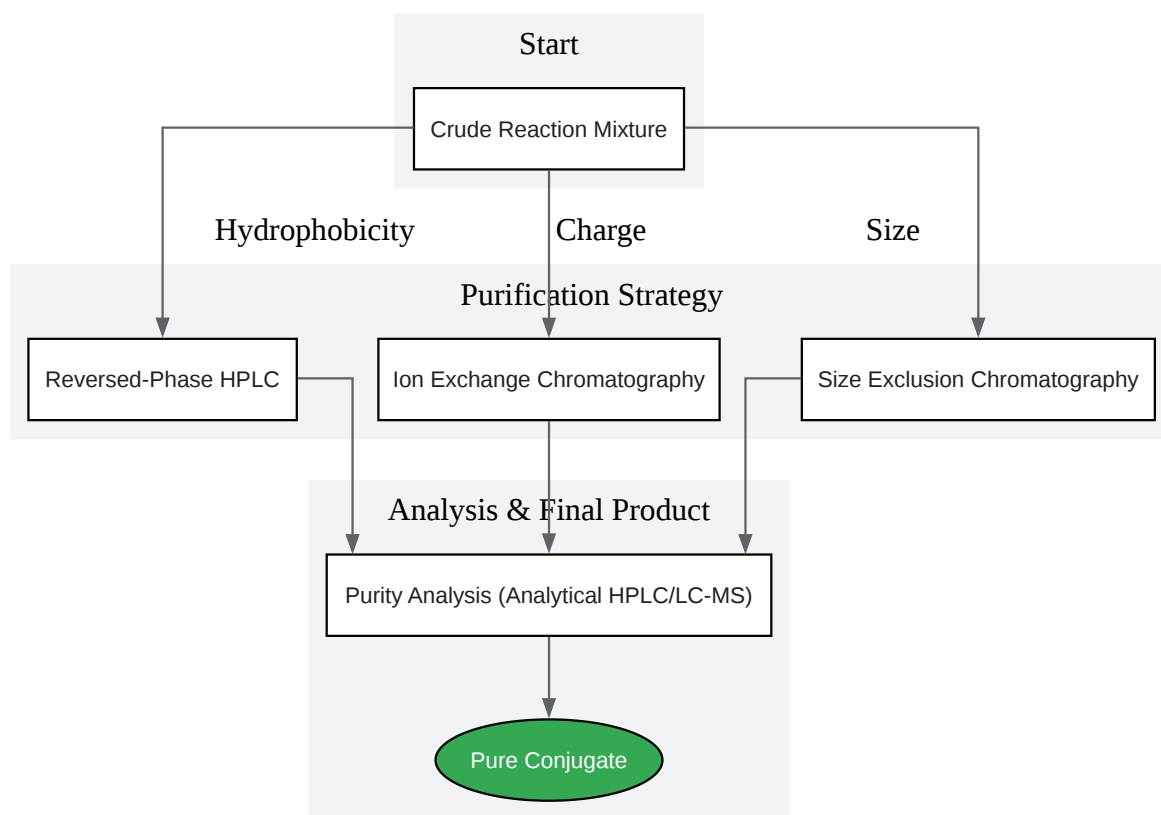 Start
Crude Reaction Mixture
Hydrophobicity
Charge
Size
Purification Strategy
Reversed-Phase HPLC
Ion Exchange Chromatography
Size Exclusion Chromatography
Analysis & Final Product
Purity Analysis (Analytical HPLC/LC-MS)
Pure Conjugate